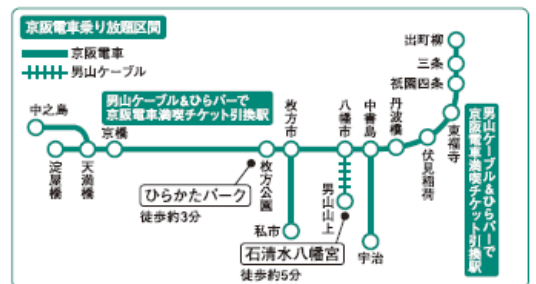 京阪電車乗り放題区間
京阪電車
男山ケーブル
出町柳
三条
祇園四条
東福寺
伏見稲荷
丹波橋
中書島
八幡市
枚方市
枚方公園
京橋
天満橋
淀屋橋
中之島
男山ケーブル&ひらパーで
京阪電車満喫チケット引換駅
男山ケーブル&ひらパーで
京阪電車満喫チケット引換駅
ひらかたパーク
徒歩約3分
私市
男山山上
石清水八幡宮
徒歩約5分
宇治